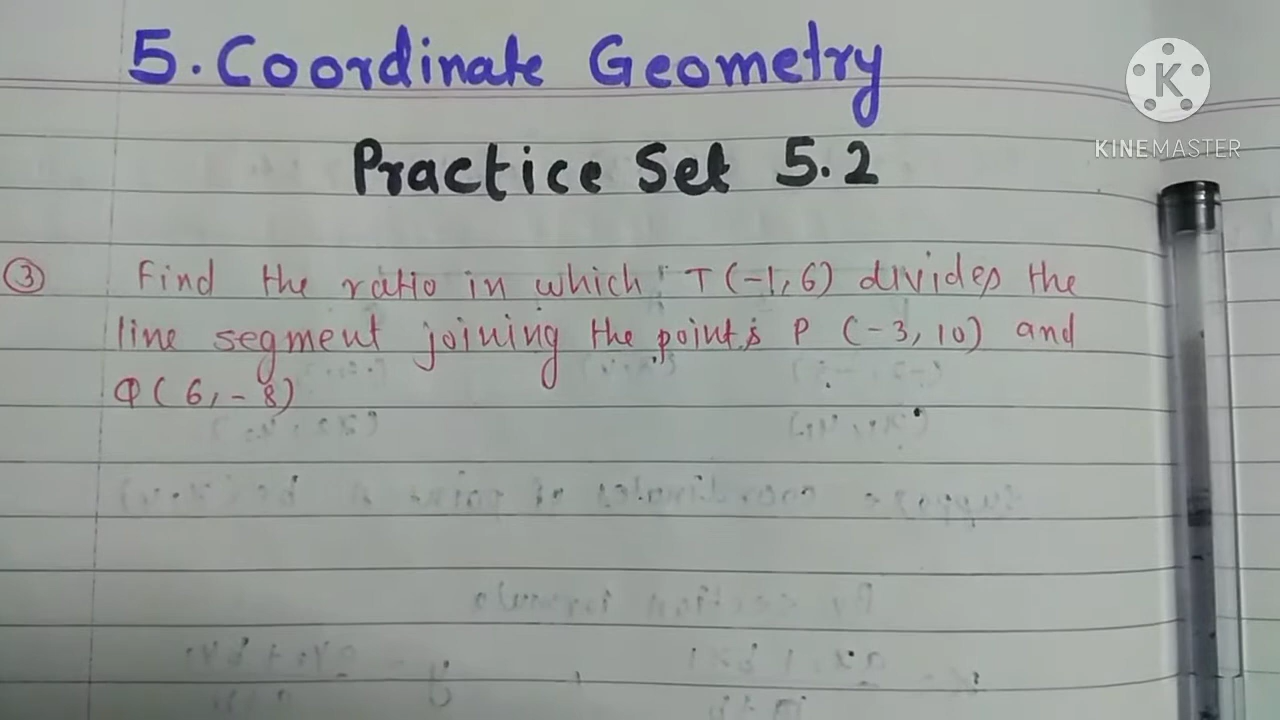 5. Coordinate Geometry
K
KINEMASTER
Practice Set 5.2
③ Find the ratio in which T(-1,6) divides the
line segment joining the points P (-3, 10) and
Q(6,-8)